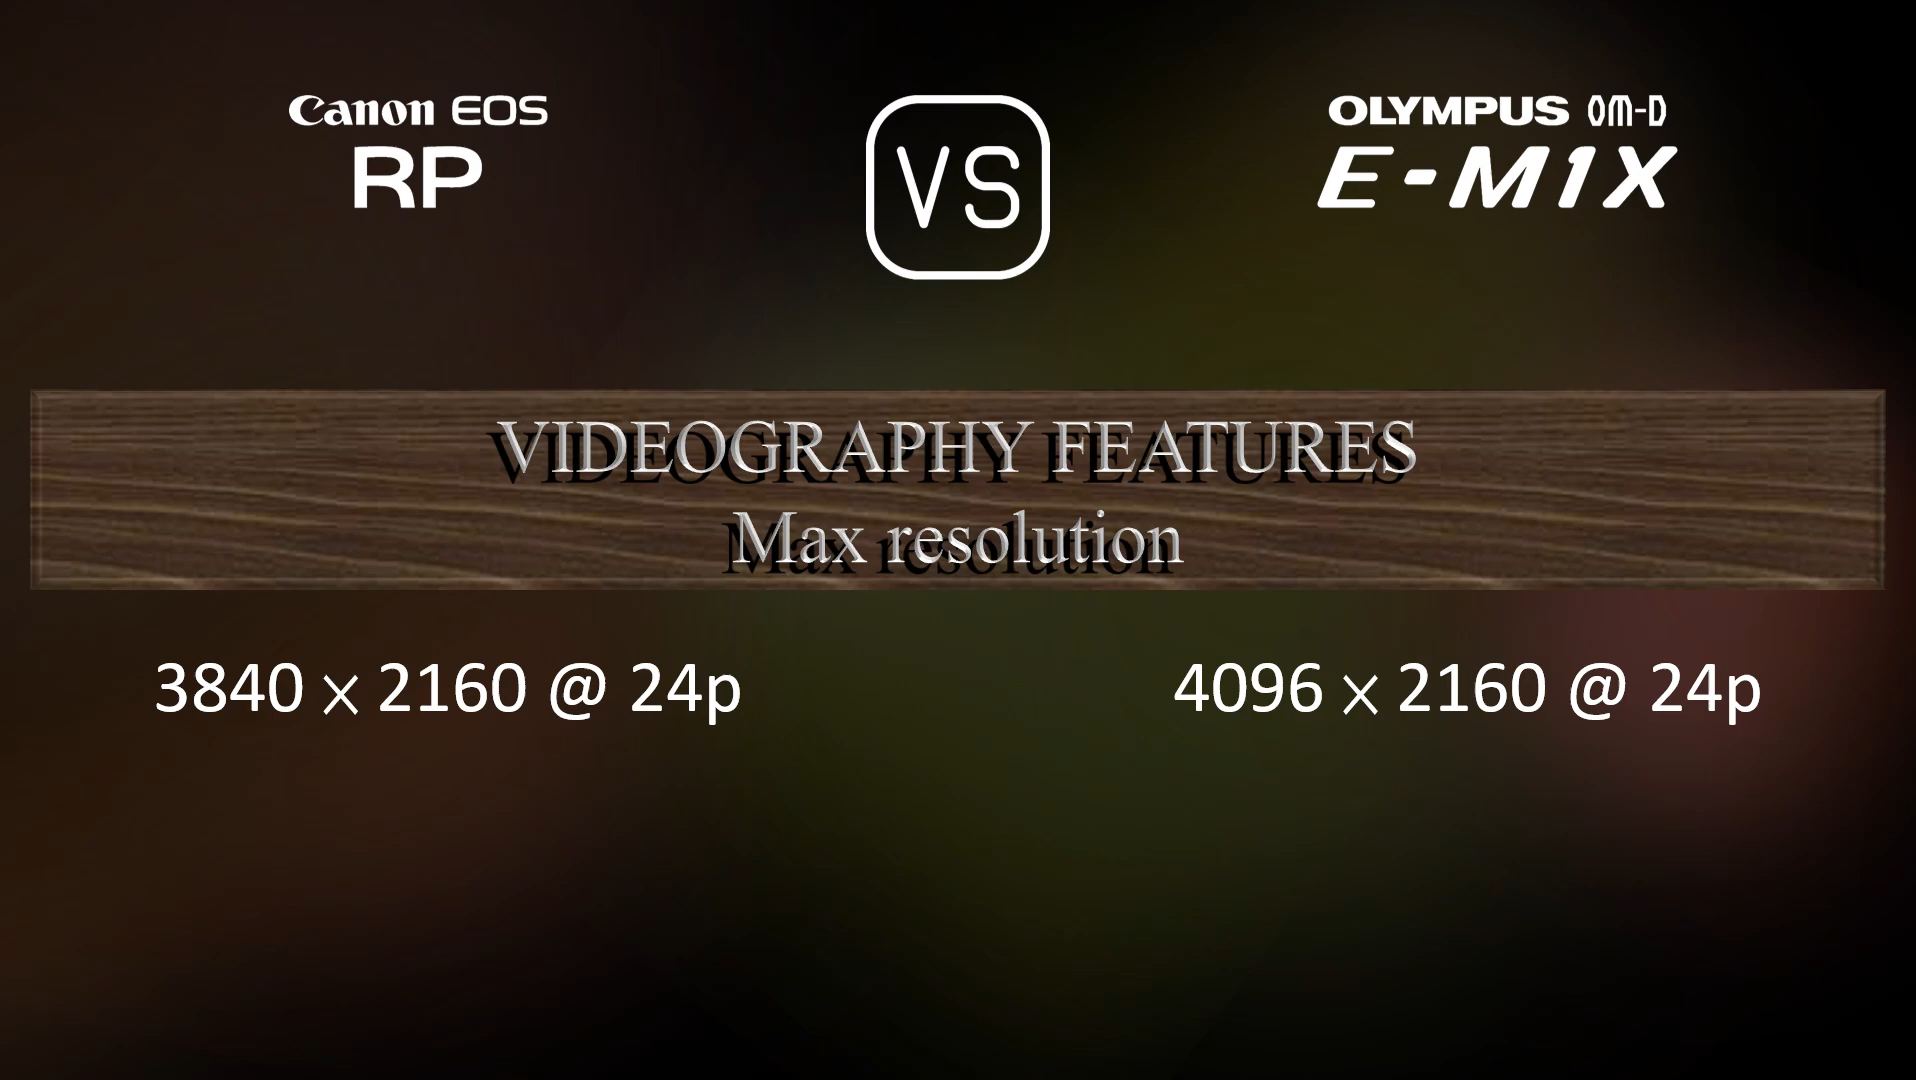 Canon EOS
RP
VS
OLYMPUS OM-D
E-M1X
VIDEOGRAPHY FEATURES
Max resolution
3840 x 2160 @ 24p
4096 x 2160 @ 24p